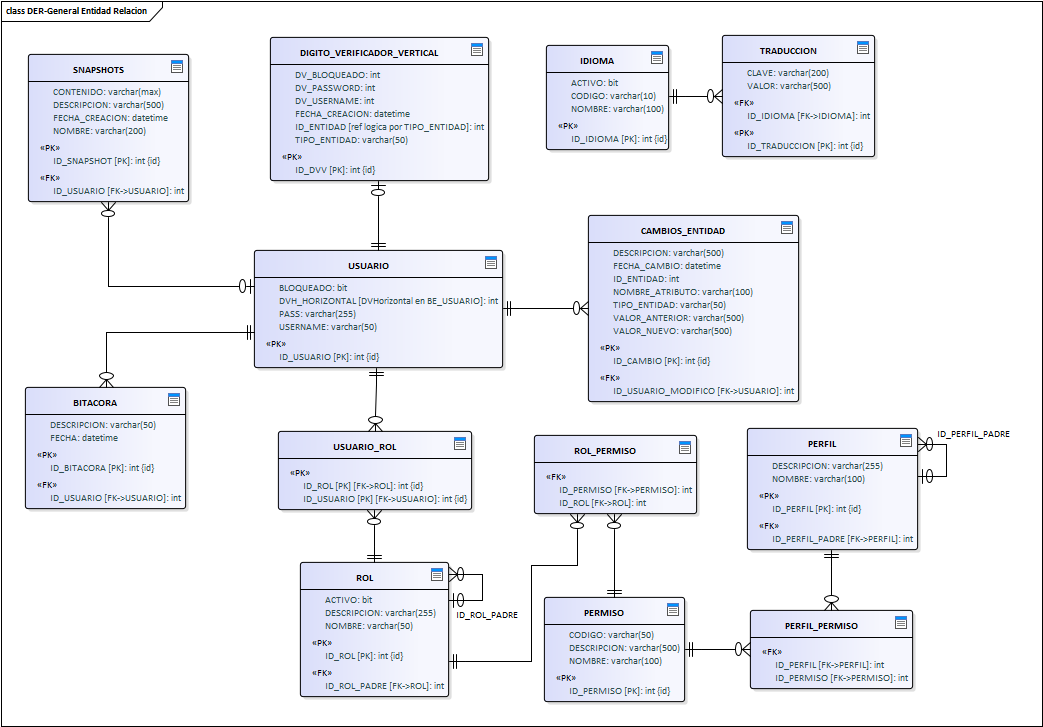 class DER-General Entidad Relacion
SNAPSHOTS
CONTENIDO: varchar(max)
DESCRIPCION: varchar(500)
FECHA_CREACION: datetime
NOMBRE: varchar(200)
«PK»
ID_SNAPSHOT [PK]: int {id}
«FK»
ID_USUARIO [FK->USUARIO]: int
DIGITO_VERIFICADOR_VERTICAL
DV_BLOQUEADO: int
DV_PASSWORD: int
DV_USERNAME: int
FECHA_CREACION: datetime
ID_ENTIDAD [ref logica por TIPO_ENTIDAD]: int
TIPO_ENTIDAD: varchar(50)
«PK»
ID_DVV [PK]: int {id}
IDIOMA
ACTIVO: bit
CODIGO: varchar(10)
NOMBRE: varchar(100)
«PK»
ID_IDIOMA [PK]: int {id}
TRADUCCION
CLAVE: varchar(200)
VALOR: varchar(500)
«FK»
ID_IDIOMA [FK->IDIOMA]: int
«PK»
ID_TRADUCCION [PK]: int {id}
USUARIO
BLOQUEADO: bit
DVH_HORIZONTAL [DVHorizontal en BE_USUARIO]: int
PASS: varchar(255)
USERNAME: varchar(50)
«PK»
ID_USUARIO [PK]: int {id}
CAMBIOS_ENTIDAD
DESCRIPCION: varchar(500)
FECHA_CAMBIO: datetime
ID_ENTIDAD: int
NOMBRE_ATRIBUTO: varchar(100)
TIPO_ENTIDAD: varchar(50)
VALOR_ANTERIOR: varchar(500)
VALOR_NUEVO: varchar(500)
«PK»
ID_CAMBIO [PK]: int {id}
«FK»
ID_USUARIO_MODIFICO [FK->USUARIO]: int
BITACORA
DESCRIPCION: varchar(50)
FECHA: datetime
«PK»
ID_BITACORA [PK]: int {id}
«FK»
ID_USUARIO [FK->USUARIO]: int
USUARIO_ROL
«PK»
ID_ROL [PK] [FK->ROL]: int {id}
ID_USUARIO [PK] [FK->USUARIO]: int {id}
ROL_PERMISO
«FK»
ID_PERMISO [FK->PERMISO]: int
ID_ROL [FK->ROL]: int
PERFIL
DESCRIPCION: varchar(255)
NOMBRE: varchar(100)
«PK»
ID_PERFIL [PK]: int {id}
«FK»
ID_PERFIL_PADRE [FK->PERFIL]: int
ID_PERFIL_PADRE
ROL
ACTIVO: bit
DESCRIPCION: varchar(255)
NOMBRE: varchar(50)
«PK»
ID_ROL [PK]: int {id}
«FK»
ID_ROL_PADRE [FK->ROL]: int
ID_ROL_PADRE
PERMISO
CODIGO: varchar(50)
DESCRIPCION: varchar(500)
NOMBRE: varchar(100)
«PK»
ID_PERMISO [PK]: int {id}
PERFIL_PERMISO
«FK»
ID_PERFIL [FK->PERFIL]: int
ID_PERMISO [FK->PERMISO]: int